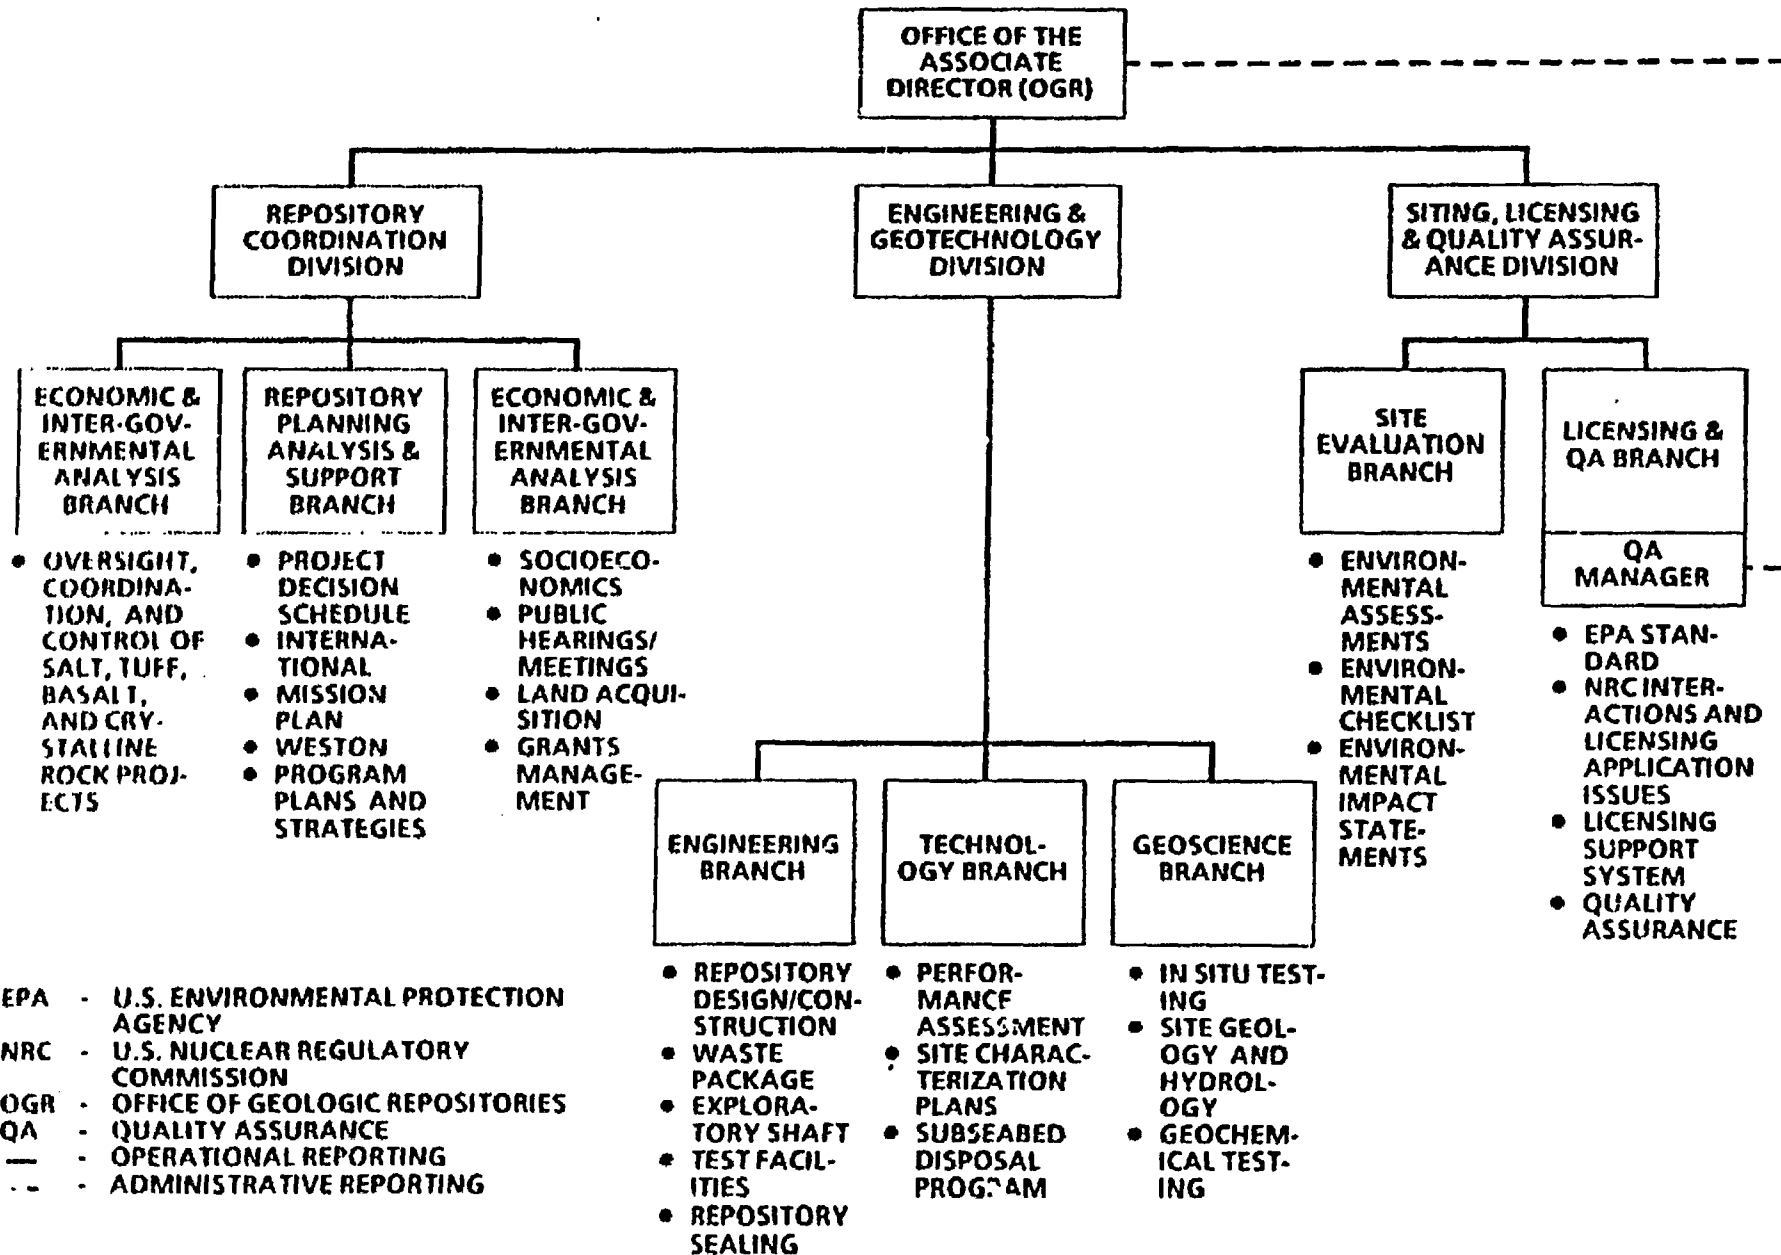 OFFICE OF THE
ASSOCIATE
DIRECTOR (OGR)
REPOSITORY
COORDINATION
DIVISION
ENGINEERING &
GEOTECHNOLOGY
DIVISION
SITING, LICENSING
& QUALITY ASSUR-
ANCE DIVISION
ECONOMIC &
INTER-GOV-
ERNMENTAL
ANALYSIS
BRANCH
• OVERSIGHT,
COORDINA-
TION, AND
CONTROL OF
SALT, TUFF,
BASALT,
AND CRY-
STALLINE
ROCK PROJ-
ECTS
REPOSITORY
PLANNING
ANALYSIS &
SUPPORT
BRANCH
• PROJECT
DECISION
SCHEDULE
• INTERNA-
TIONAL
• MISSION
PLAN
• WESTON
• PROGRAM
PLANS AND
STRATEGIES
ECONOMIC &
INTER-GOV-
ERNMENTAL
ANALYSIS
BRANCH
• SOCIOECO-
NOMICS
• PUBLIC
HEARINGS/
MEETINGS
• LAND ACQUI-
SITION
• GRANTS
MANAGE-
MENT
ENGINEERING
BRANCH
• REPOSITORY
DESIGN/CON-
STRUCTION
• WASTE
PACKAGE
• EXPLORA-
TORY SHAFT
• TEST FACIL-
ITIES
• REPOSITORY
SEALING
TECHNOL-
OGY BRANCH
• PERFOR-
MANCE
ASSESSMENT
• SITE CHARAC-
TERIZATION
PLANS
• SUBSEABED
DISPOSAL
PROGRAM
GEOSCIENCE
BRANCH
• IN SITU TEST-
ING
• SITE GEOL-
OGY AND
HYDROL-
OGY
• GEOCHEM-
ICAL TEST-
ING
SITE
EVALUATION
BRANCH
• ENVIRON-
MENTAL
ASSESS-
MENTS
• ENVIRON-
MENTAL
CHECKLIST
• ENVIRON-
MENTAL
IMPACT
STATE-
MENTS
LICENSING &
QA BRANCH
QA
MANAGER
• EPA STAN-
DARD
• NRC INTER-
ACTIONS AND
LICENSING
APPLICATION
ISSUES
• LICENSING
SUPPORT
SYSTEM
• QUALITY
ASSURANCE
EPA - U.S. ENVIRONMENTAL PROTECTION
AGENCY
NRC - U.S. NUCLEAR REGULATORY
COMMISSION
OGR - OFFICE OF GEOLOGIC REPOSITORIES
QA - QUALITY ASSURANCE
— - OPERATIONAL REPORTING
-- - ADMINISTRATIVE REPORTING